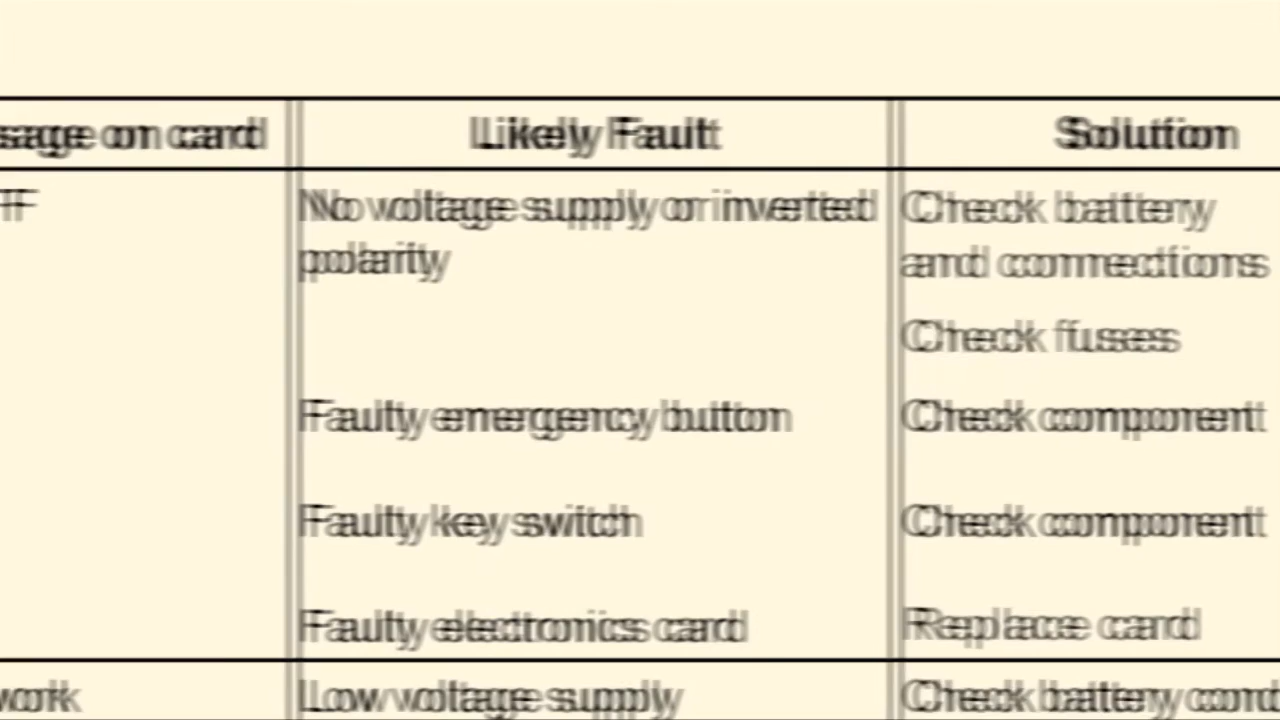 sage on card Likely Fault Solution
FF No voltage supply or inverted Check battery
polarity and connections
Check fuses
Faulty emergency button Check component
Faulty key switch Check component
Faulty electronics card Replace card
work Low voltage supply Check battery cond